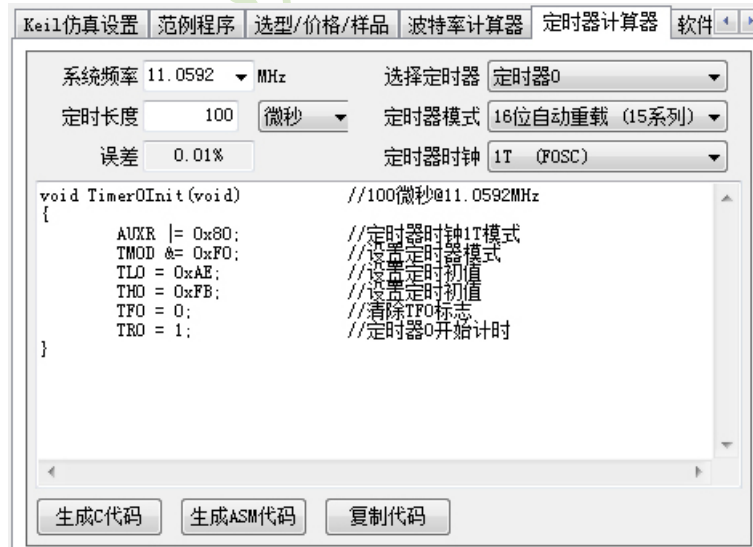 Keil仿真设置 范例程序 选型/价格/样品 波特率计算器 定时器计算器 软件
系统频率 11.0592 MHz 选择定时器 定时器0
定时长度 100 微秒 定时器模式 16位自动重载 (15系列)
误差 0.01% 定时器时钟 1T (FOSC)
void Timer0Init(void) //100微秒@11.0592MHz
{
AUXR |= 0x80; //定时器时钟1T模式
TMOD &= 0xF0; //设置定时器模式
TL0 = 0xAE; //设置定时初值
TH0 = 0xFB; //设置定时初值
TF0 = 0; //清除TF0标志
TR0 = 1; //定时器0开始计时
}
生成C代码 生成ASM代码 复制代码